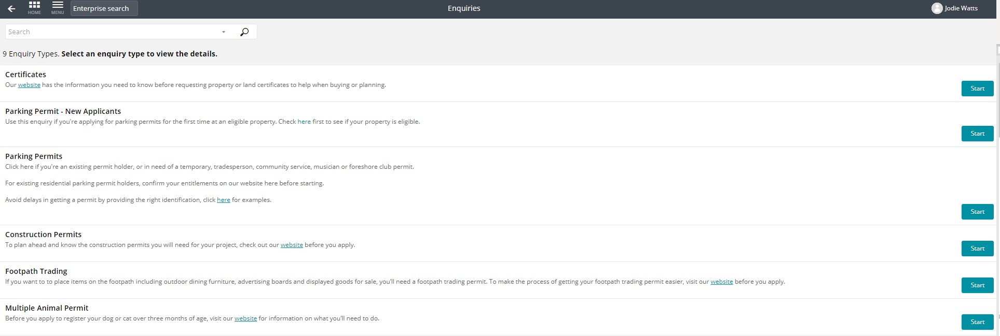 HOME
MENU
Enterprise search
Enquiries
Jodie Watts
Search
9 Enquiry Types. Select an enquiry type to view the details.
Certificates
Our website has the information you need to know before requesting property or land certificates to help when buying or planning.
Start
Parking Permit - New Applicants
Use this enquiry if you're applying for parking permits for the first time at an eligible property. Check here first to see if your property is eligible.
Start
Parking Permits
Click here if you're an existing permit holder, or in need of a temporary, tradesperson, community service, musician or foreshore club permit.
For existing residential parking permit holders, confirm your entitlements on our website here before starting.
Avoid delays in getting a permit by providing the right identification, click here for examples.
Start
Construction Permits
To plan ahead and know the construction permits you will need for your project, check out our website before you apply.
Start
Footpath Trading
If you want to to place items on the footpath including outdoor dining furniture, advertising boards and displayed goods for sale, you’ll need a footpath trading permit. To make the process of getting your footpath trading permit easier, visit our website before you apply.
Start
Multiple Animal Permit
Before you apply to register your dog or cat over three months of age, visit our website for information on what you’ll need to do.
Start